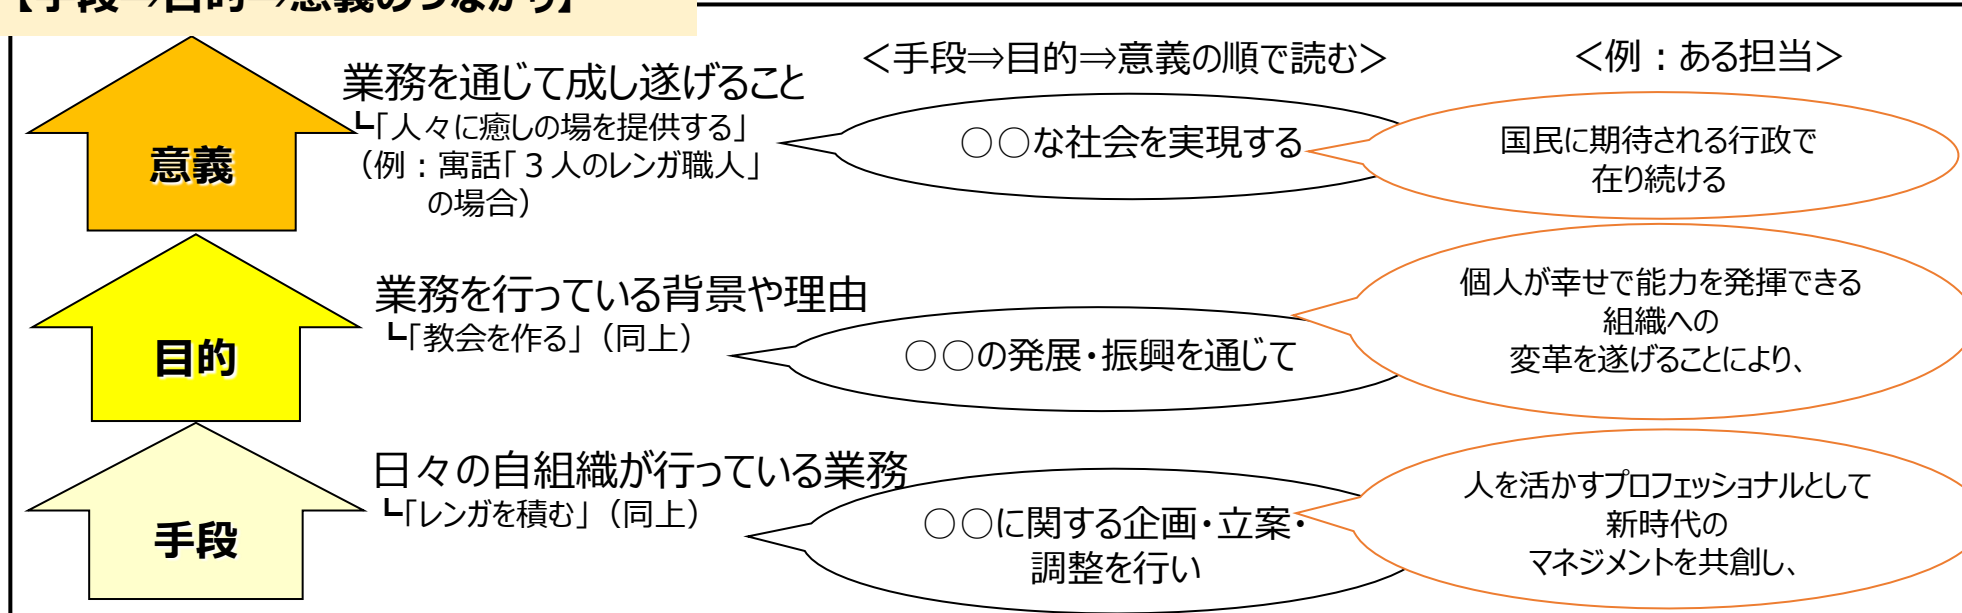 【手段⇒目的⇒意義のつながり】
＜手段⇒目的⇒意義の順で読む＞
＜例：ある担当＞
意義
業務を通じて成し遂げること
┗「人々に癒しの場を提供する」
（例：寓話「３人のレンガ職人」
の場合）
○○な社会を実現する
国民に期待される行政で
在り続ける
目的
業務を行っている背景や理由
┗「教会を作る」（同上）
○○の発展・振興を通じて
個人が幸せで能力を発揮できる
組織への
変革を遂げることにより、
手段
日々の自組織が行っている業務
┗「レンガを積む」（同上）
○○に関する企画・立案・
調整を行い
人を活かすプロフェッショナルとして
新時代の
マネジメントを共創し、